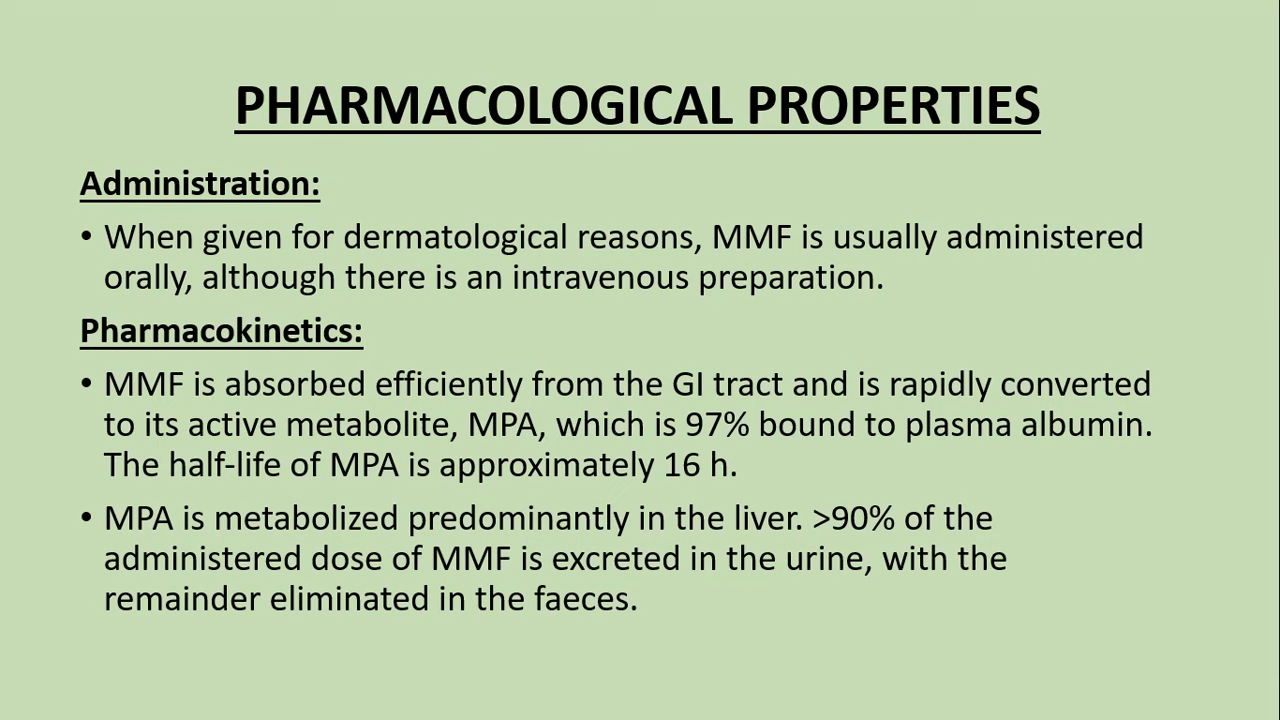 PHARMACOLOGICAL PROPERTIES
Administration:
• When given for dermatological reasons, MMF is usually administered
orally, although there is an intravenous preparation.
Pharmacokinetics:
• MMF is absorbed efficiently from the GI tract and is rapidly converted
to its active metabolite, MPA, which is 97% bound to plasma albumin.
The half-life of MPA is approximately 16 h.
• MPA is metabolized predominantly in the liver. >90% of the
administered dose of MMF is excreted in the urine, with the
remainder eliminated in the faeces.